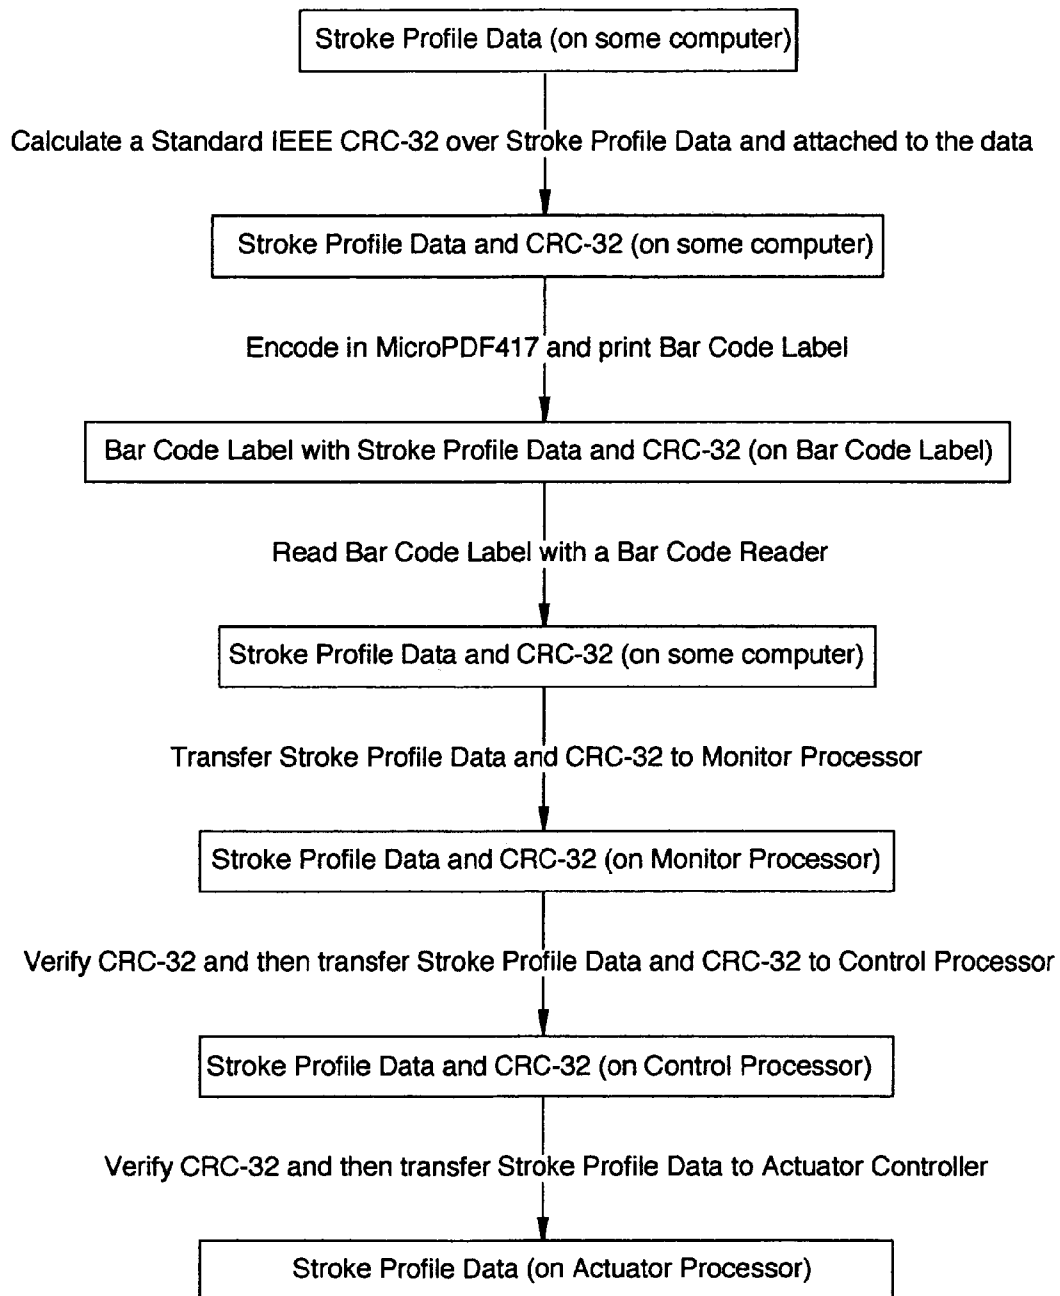 Stroke Profile Data (on some computer)
Calculate a Standard IEEE CRC-32 over Stroke Profile Data and attached to the data
Stroke Profile Data and CRC-32 (on some computer)
Encode in MicroPDF417 and print Bar Code Label
Bar Code Label with Stroke Profile Data and CRC-32 (on Bar Code Label)
Read Bar Code Label with a Bar Code Reader
Stroke Profile Data and CRC-32 (on some computer)
Transfer Stroke Profile Data and CRC-32 to Monitor Processor
Stroke Profile Data and CRC-32 (on Monitor Processor)
Verify CRC-32 and then transfer Stroke Profile Data and CRC-32 to Control Processor
Stroke Profile Data and CRC-32 (on Control Processor)
Verify CRC-32 and then transfer Stroke Profile Data to Actuator Controller
Stroke Profile Data (on Actuator Processor)